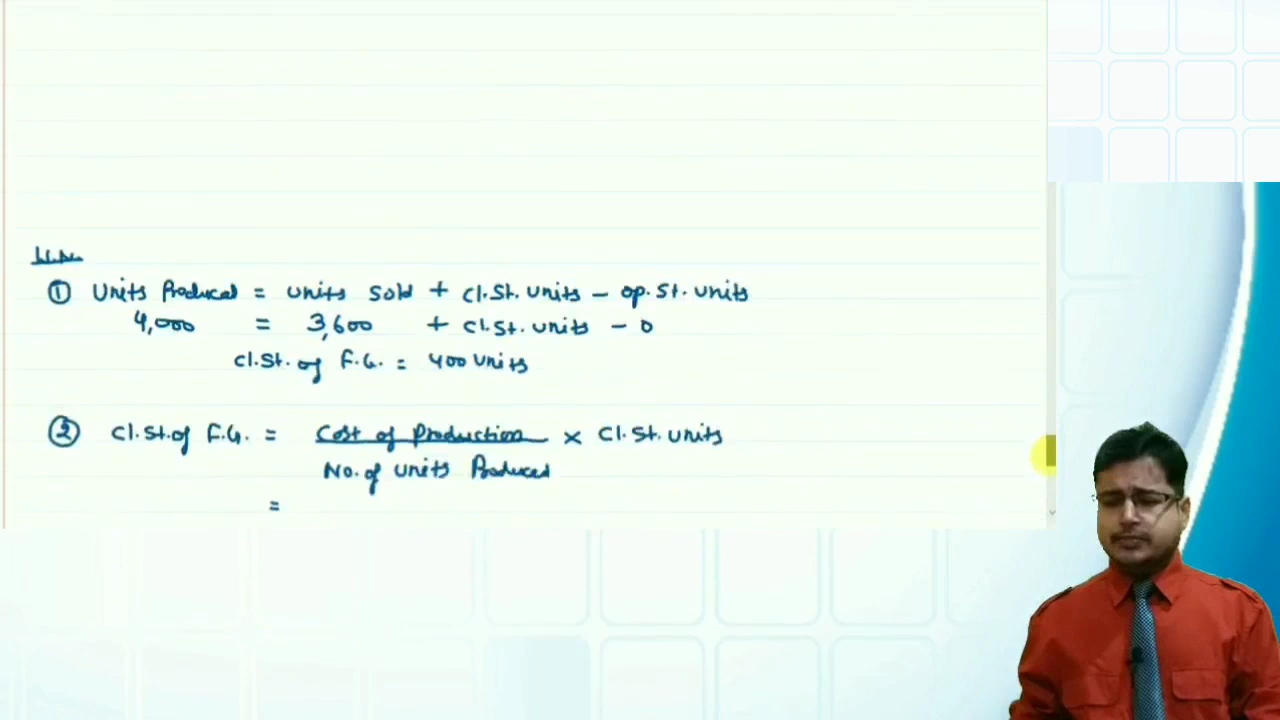 ① Units Produced = Units Sold + Cl.St. Units - Op.St. Units
4,000 = 3,600 + Cl.St. Units - 0
Cl.St. of F.G. = 400 Units
② Cl.St. of F.G. = Cost of Production × Cl.St. Units
No. of Units Produced
=